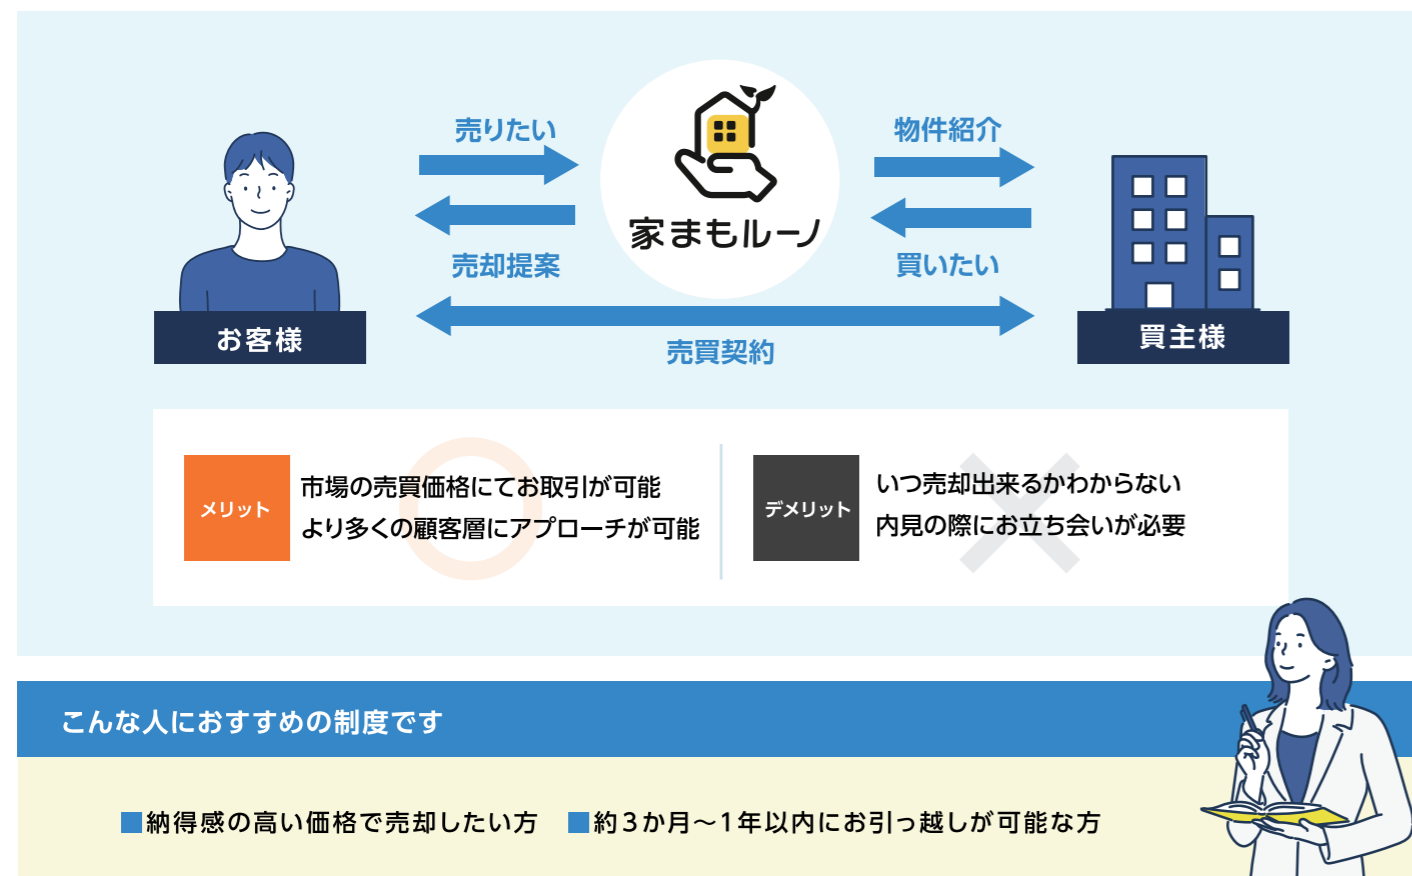 売りたい
物件紹介
家まもルーノ
売却提案
買いたい
お客様
買主様
売買契約
メリット
市場の売買価格にてお取引が可能
より多くの顧客層にアプローチが可能
デメリット
いつ売却出来るかわからない
内見の際にお立ち会いが必要
こんな人におすすめの制度です
■納得感の高い価格で売却したい方
■約３か月～1年以内にお引っ越しが可能な方